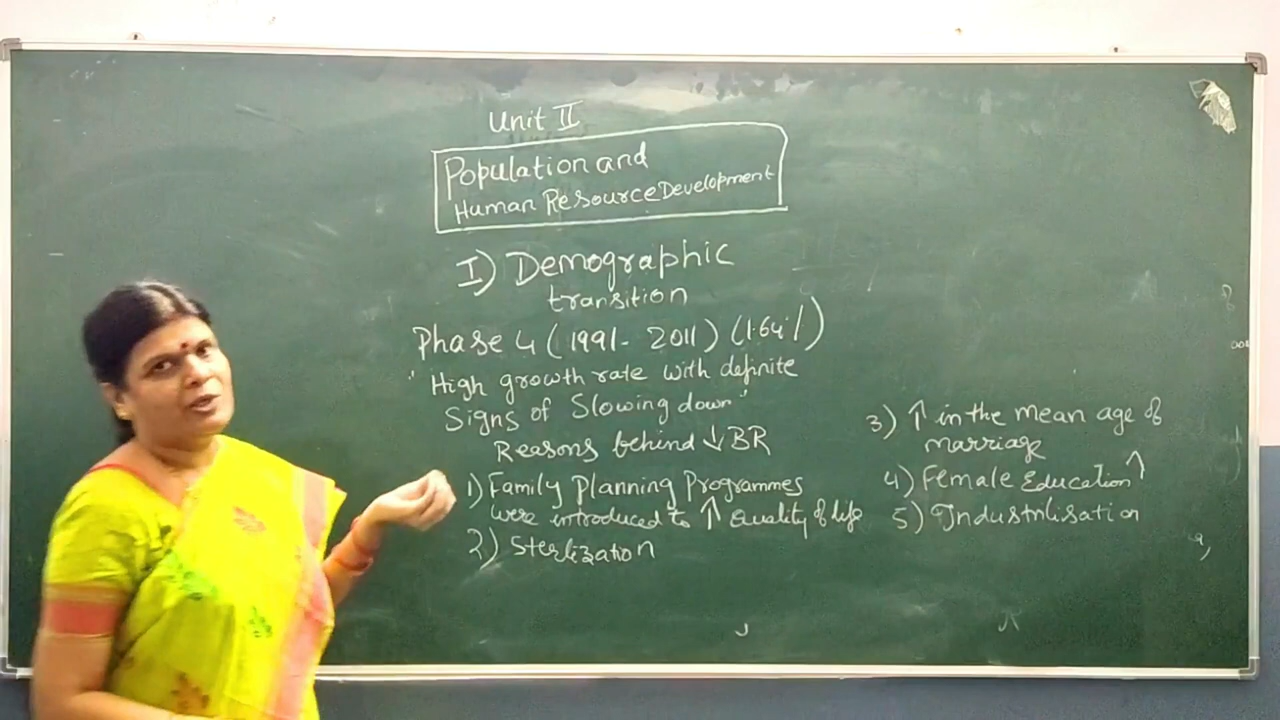 Unit II
Population and
Human Resource Development
I) Demographic
transition
Phase 4 (1991- 2011) (1.64%)
"High growth rate with definite
Signs of Slowing down"
Reasons behind ↓ BR
1) Family Planning Programmes
were introduced to ↑ Quality of life
2) Sterlization
3) ↑ in the mean age of
marriage
4) Female Education ↑
5) Industrilisation